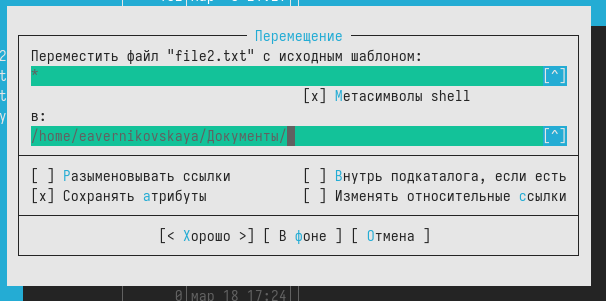 Перемещение
Переместить файл "file2.txt" с исходным шаблоном:
* [^]
[x] Метасимволы shell
в:
/home/eavernikovskaya/Документы/ [^]
[ ] Разыменовывать ссылки [ ] Внутрь подкаталога, если есть
[x] Сохранять атрибуты [ ] Изменять относительные ссылки
[< Хорошо >] [ В фоне ] [ Отмена ]
0|мар 18 17:24